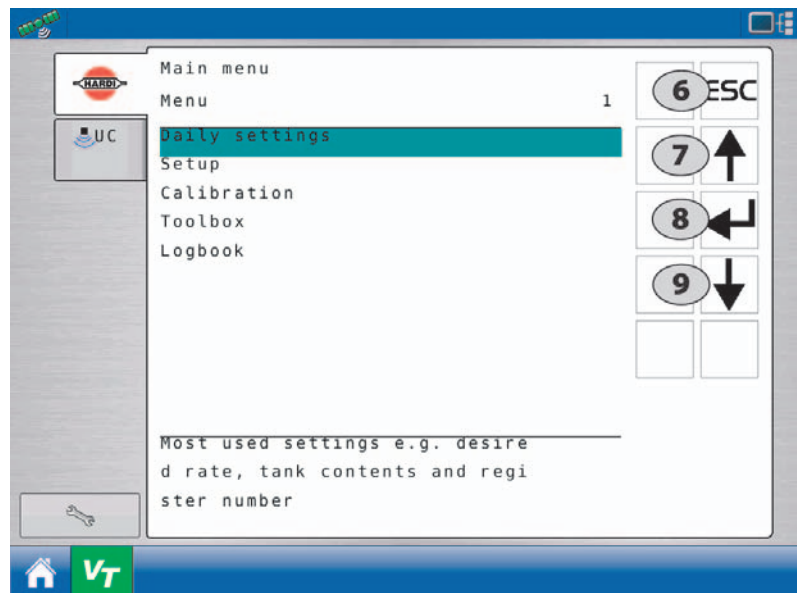 HARDI
UC
Main menu
Menu 1
Daily settings
Setup
Calibration
Toolbox
Logbook
Most used settings e.g. desire
d rate, tank contents and regi
ster number
6 ESC
7
8
9
VT